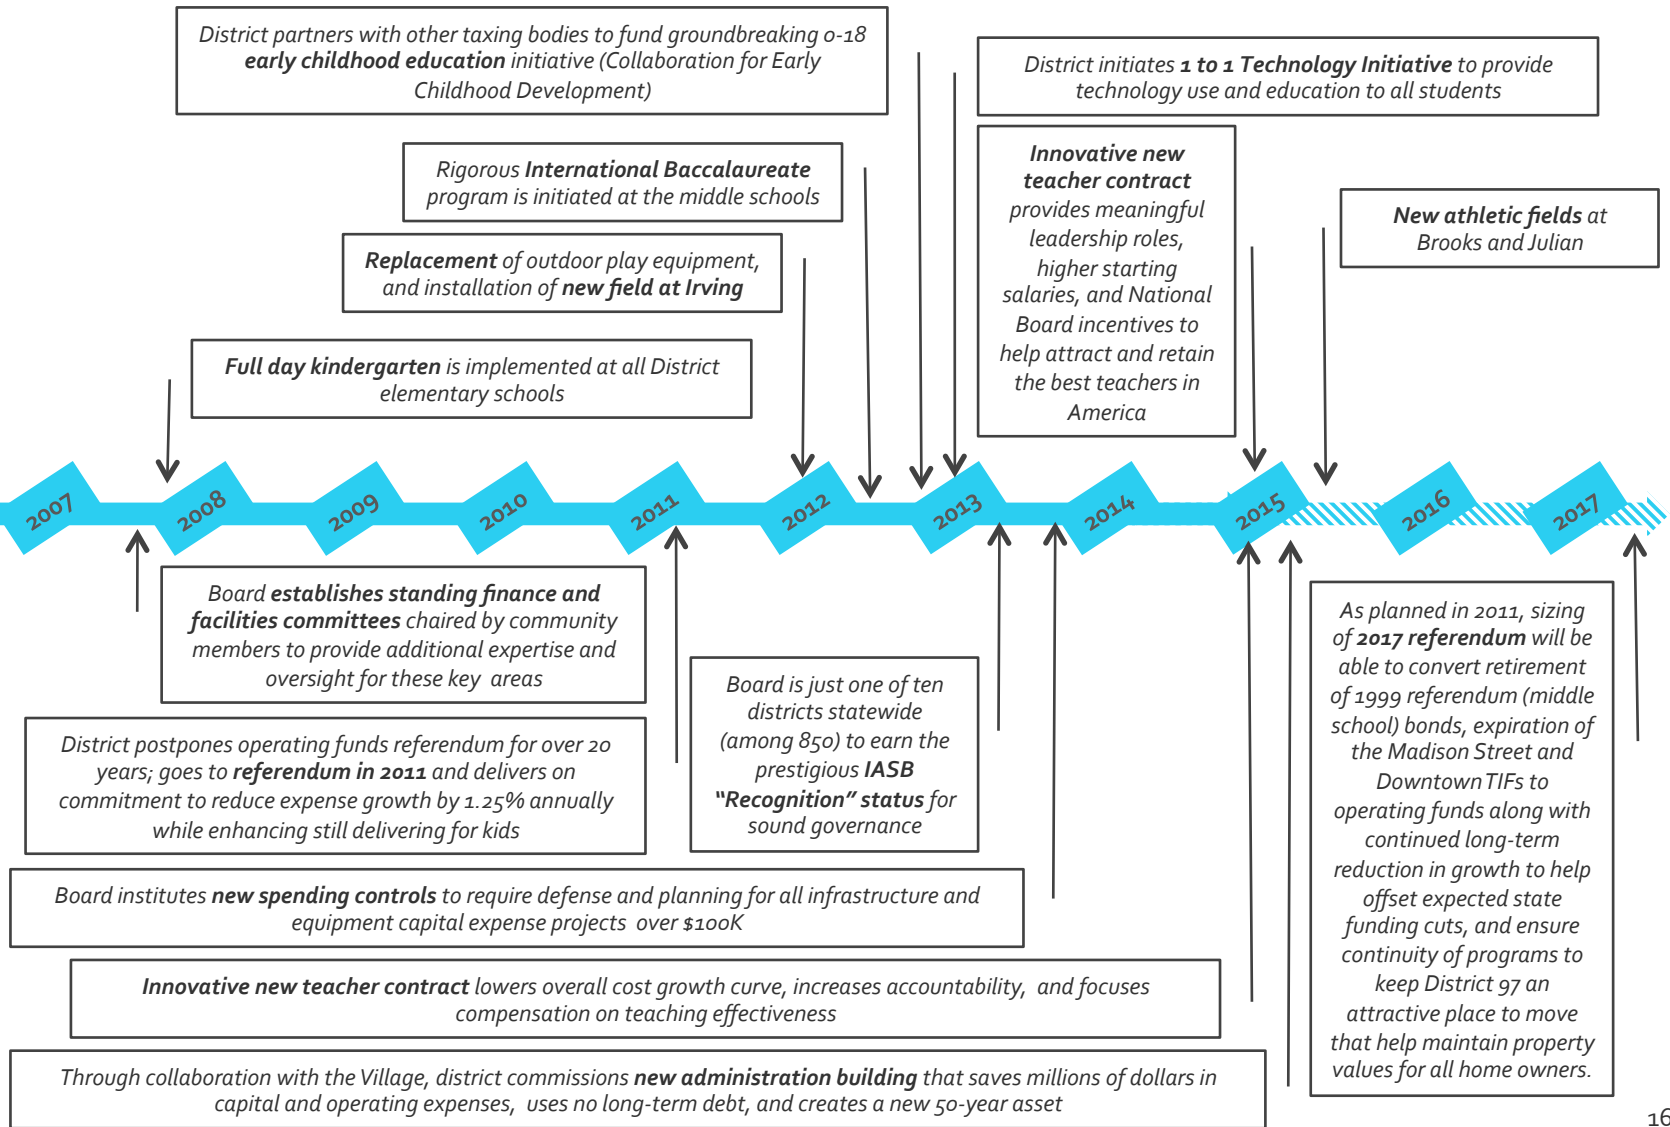 District partners with other taxing bodies to fund groundbreaking 0-18
early childhood education initiative (Collaboration for Early
Childhood Development)
District initiates 1 to 1 Technology Initiative to provide
technology use and education to all students
Rigorous International Baccalaureate
program is initiated at the middle schools
Innovative new
teacher contract
provides meaningful
leadership roles,
higher starting
salaries, and National
Board incentives to
help attract and retain
the best teachers in
America
New athletic fields at
Brooks and Julian
Replacement of outdoor play equipment,
and installation of new field at Irving
Full day kindergarten is implemented at all District
elementary schools
2007
2008
2009
2010
2011
2012
2013
2014
2015
2016
2017
Board establishes standing finance and
facilities committees chaired by community
members to provide additional expertise and
oversight for these key areas
District postpones operating funds referendum for over 20
years; goes to referendum in 2011 and delivers on
commitment to reduce expense growth by 1.25% annually
while enhancing still delivering for kids
Board is just one of ten
districts statewide
(among 850) to earn the
prestigious IASB
“Recognition” status for
sound governance
As planned in 2011, sizing
of 2017 referendum will be
able to convert retirement
of 1999 referendum (middle
school) bonds, expiration of
the Madison Street and
Downtown TIFs to
operating funds along with
continued long-term
reduction in growth to help
offset expected state
funding cuts, and ensure
continuity of programs to
keep District 97 an
attractive place to move
that help maintain property
values for all home owners.
Board institutes new spending controls to require defense and planning for all infrastructure and
equipment capital expense projects over $100K
Innovative new teacher contract lowers overall cost growth curve, increases accountability, and focuses
compensation on teaching effectiveness
Through collaboration with the Village, district commissions new administration building that saves millions of dollars in
capital and operating expenses, uses no long-term debt, and creates a new 50-year asset
16